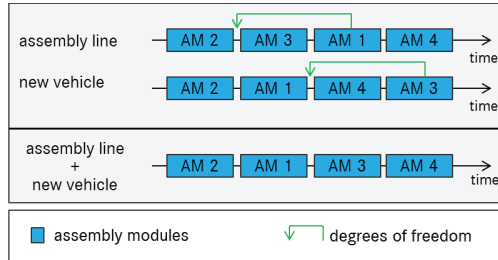 assembly line AM 2 AM 3 AM 1 AM 4
time
new vehicle AM 2 AM 1 AM 4 AM 3
time
assembly line
+
new vehicle
AM 2 AM 1 AM 3 AM 4
time
assembly modules degrees of freedom